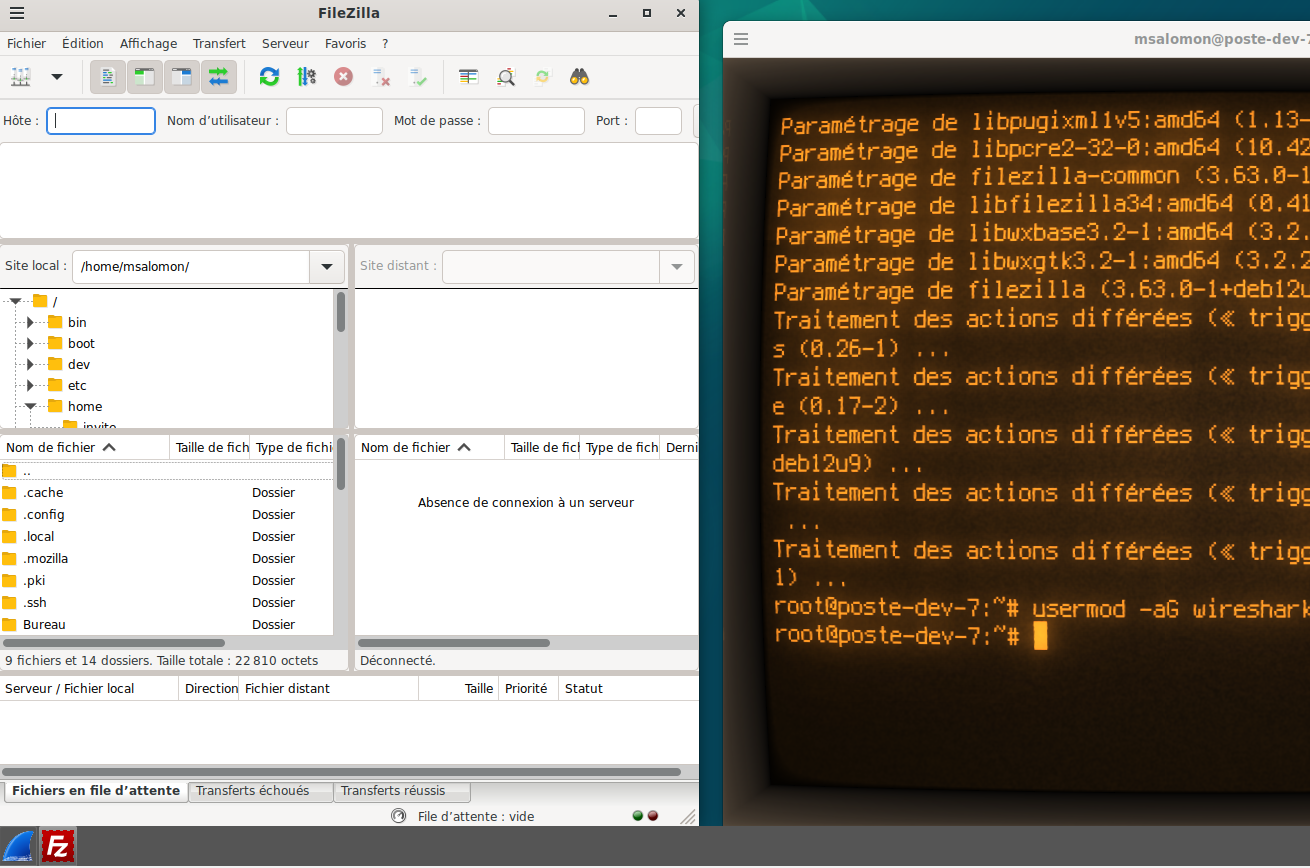 FileZilla
Fichier Édition Affichage Transfert Serveur Favoris ?
Hôte : Nom d’utilisateur : Mot de passe : Port :
Site local : /home/msalomon/
/
bin
boot
dev
etc
home
invite
Nom de fichier Taille de fich Type de fichi
..
.cache Dossier
.config Dossier
.local Dossier
.mozilla Dossier
.pki Dossier
.ssh Dossier
Bureau Dossier
9 fichiers et 14 dossiers. Taille totale : 22 810 octets
Site distant :
Nom de fichier Taille de fich Type de fich Derni
Absence de connexion à un serveur
Déconnecté.
Serveur / Fichier local Direction Fichier distant Taille Priorité Statut
Fichiers en file d’attente Transferts échoués Transferts réussis
File d’attente : vide
Fz
msalomon@poste-dev-7
Paramétrage de libpugixml1v5:amd64 (1.13-
Paramétrage de libpcre2-32-0:amd64 (10.42
Paramétrage de filezilla-common (3.63.0-1
Paramétrage de libfilezilla34:amd64 (0.41
Paramétrage de libwxbase3.2-1:amd64 (3.2.
Paramétrage de libwxgtk3.2-1:amd64 (3.2.2
Paramétrage de filezilla (3.63.0-1+deb12u
Traitement des actions différées (« trigg
s (0.26-1) ...
Traitement des actions différées (« trigg
e (0.17-2) ...
Traitement des actions différées (« trigg
deb12u9) ...
Traitement des actions différées (« trigg
...
Traitement des actions différées (« trigg
1) ...
root@poste-dev-7:~# usermod -aG wireshark
root@poste-dev-7:~#